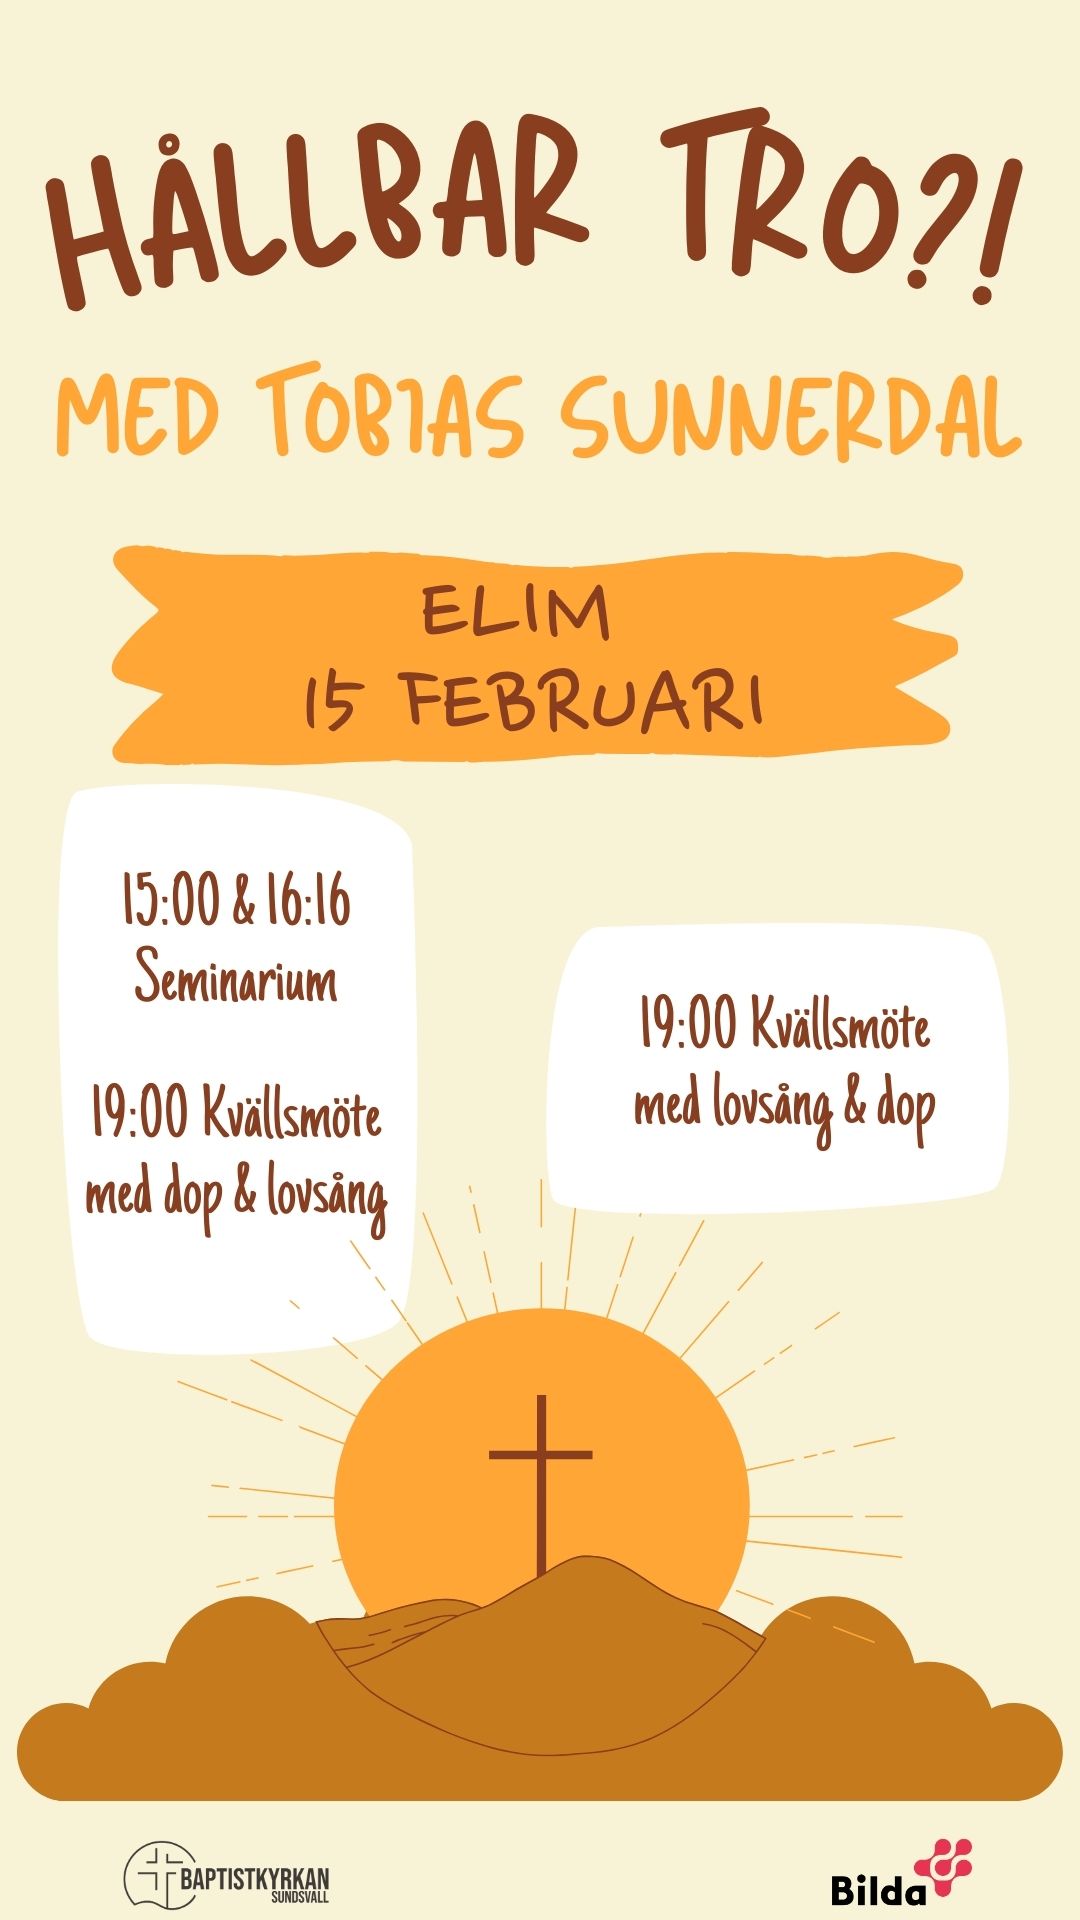 HÅLLBAR TRO?!
MED TOBIAS SUNNERDAL
ELIM
15 FEBRUARI
15:00 & 16:16
Seminarium
19:00 Kvällsmöte
med dop & lovsång
19:00 Kvällsmöte
med lovsång & dop
BAPTISTKYRKAN
SUNDSVALL
Bilda